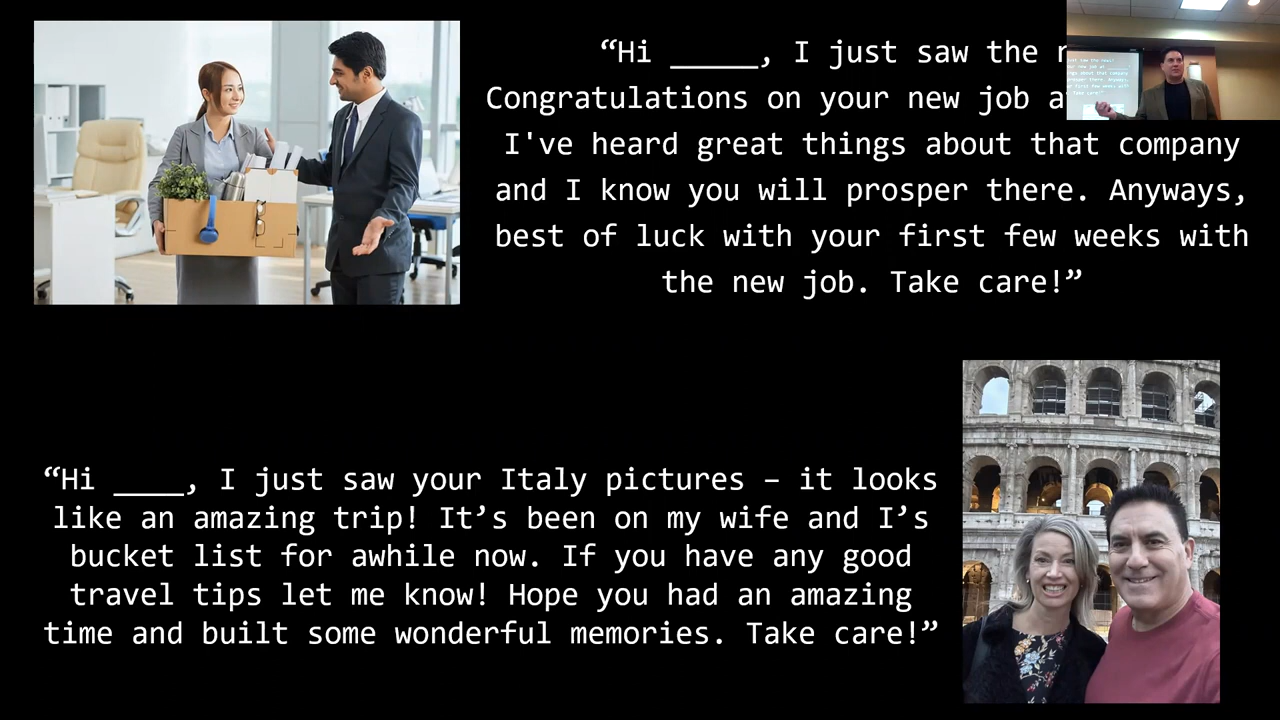 “Hi _____, I just saw the
Congratulations on your new job
I've heard great things about that company
and I know you will prosper there. Anyways,
best of luck with your first few weeks with
the new job. Take care!”
“Hi ____, I just saw your Italy pictures – it looks
like an amazing trip! It’s been on my wife and I’s
bucket list for awhile now. If you have any good
travel tips let me know! Hope you had an amazing
time and built some wonderful memories. Take care!”